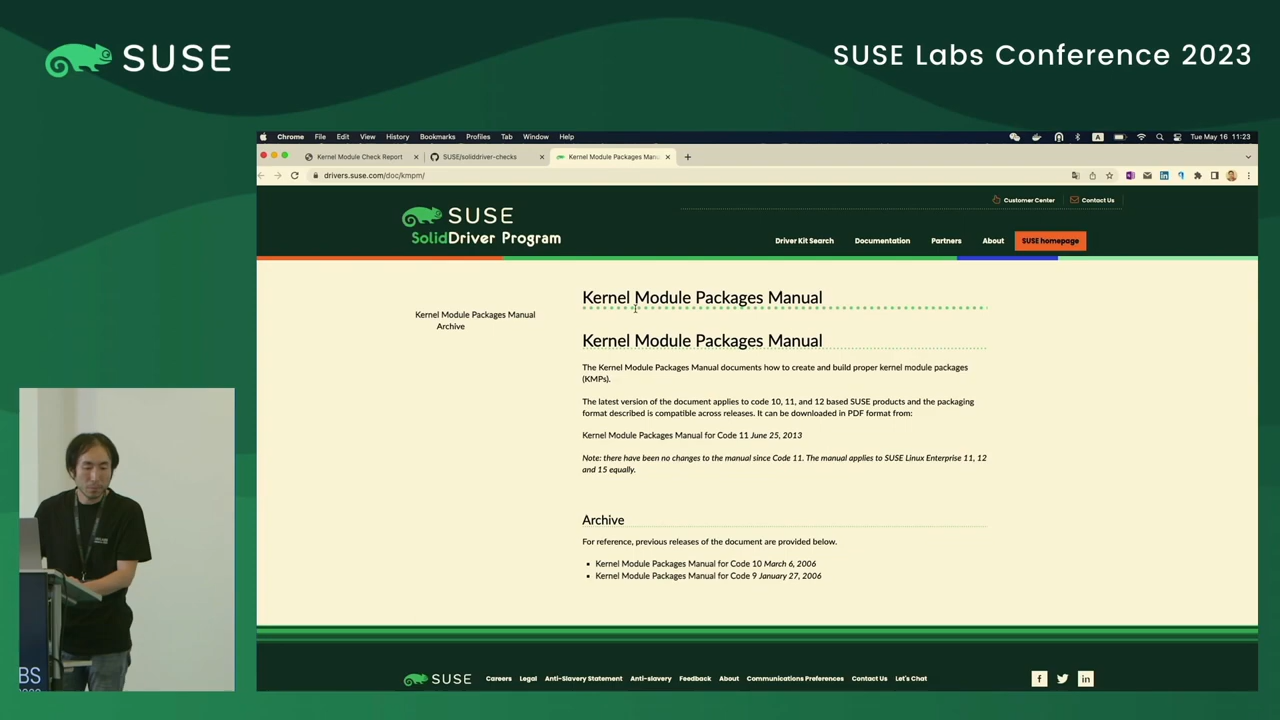 SUSE
SUSE Labs Conference 2023
Chrome File Edit View History Bookmarks Profiles Tab Window Help
A
Tue May 16 11:23
Kernel Module Check Report
SUSE/soliddriver-checks
Kernel Module Packages Manu
drivers.suse.com/doc/kmpm/
Customer Center
Contact Us
SUSE
SolidDriver Program
Driver Kit Search
Documentation
Partners
About
SUSE homepage
Kernel Module Packages Manual
Archive
Kernel Module Packages Manual
Kernel Module Packages Manual
The Kernel Module Packages Manual documents how to create and build proper kernel module packages
(KMPs).
The latest version of the document applies to code 10, 11, and 12 based SUSE products and the packaging
format described is compatible across releases. It can be downloaded in PDF format from:
Kernel Module Packages Manual for Code 11 June 25, 2013
Note: there have been no changes to the manual since Code 11. The manual applies to SUSE Linux Enterprise 11, 12
and 15 equally.
Archive
For reference, previous releases of the document are provided below.
Kernel Module Packages Manual for Code 10 March 6, 2006
Kernel Module Packages Manual for Code 9 January 27, 2006
SUSE
Careers Legal Anti-Slavery Statement Anti-slavery Feedback About Communications Preferences Contact Us Let's Chat
f
in
BS